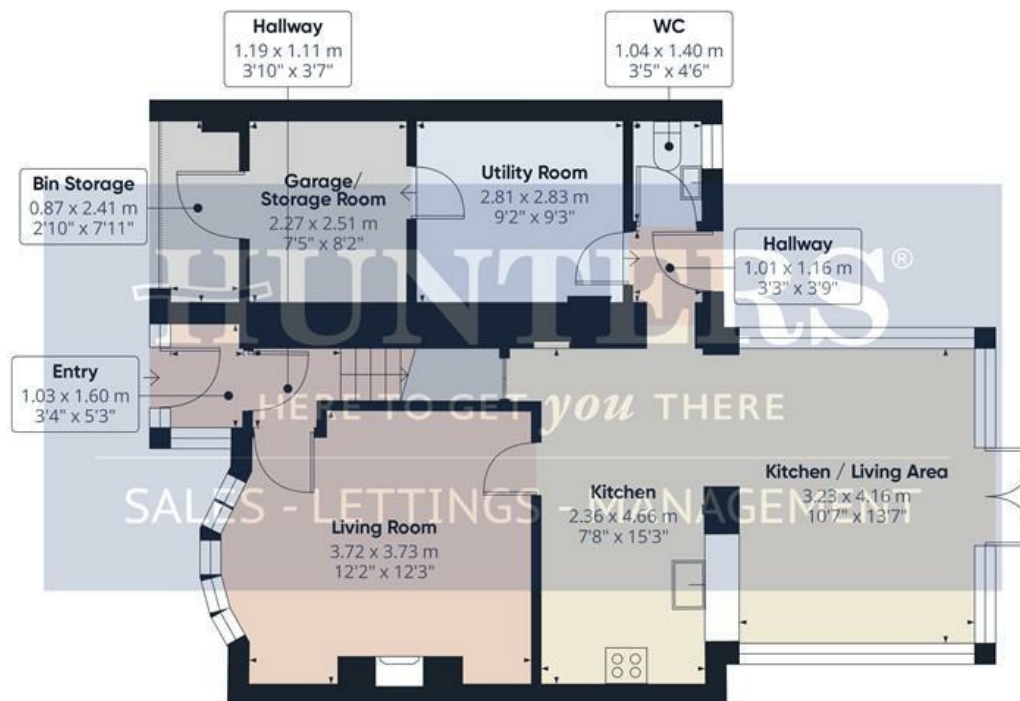 Hallway
1.19 x 1.11 m
3'10" x 3'7"
WC
1.04 x 1.40 m
3'5" x 4'6"
Bin Storage
0.87 x 2.41 m
2'10" x 7'11"
Garage/
Storage Room
2.27 x 2.51 m
7'5" x 8'2"
Utility Room
2.81 x 2.83 m
9'2" x 9'3"
Hallway
1.01 x 1.16 m
3'3" x 3'9"
HUNTERS®
Entry
1.03 x 1.60 m
3'4" x 5'3"
HERE TO GET you THERE
SALES - LETTINGS - MANAGEMENT
Living Room
3.72 x 3.73 m
12'2" x 12'3"
Kitchen
2.36 x 4.66 m
7'8" x 15'3"
Kitchen / Living Area
3.23 x 4.16 m
10'7" x 13'7"